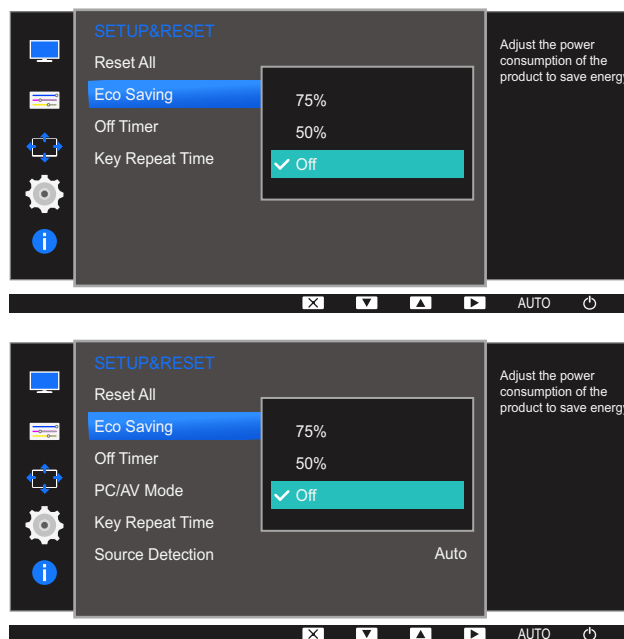 SETUP&RESET
Reset All
Eco Saving
Off Timer
Key Repeat Time
75%
50%
Off
Adjust the power
consumption of the
product to save energy
AUTO
SETUP&RESET
Reset All
Eco Saving
Off Timer
PC/AV Mode
Key Repeat Time
Source Detection
Auto
75%
50%
Off
Adjust the power
consumption of the
product to save energy
AUTO